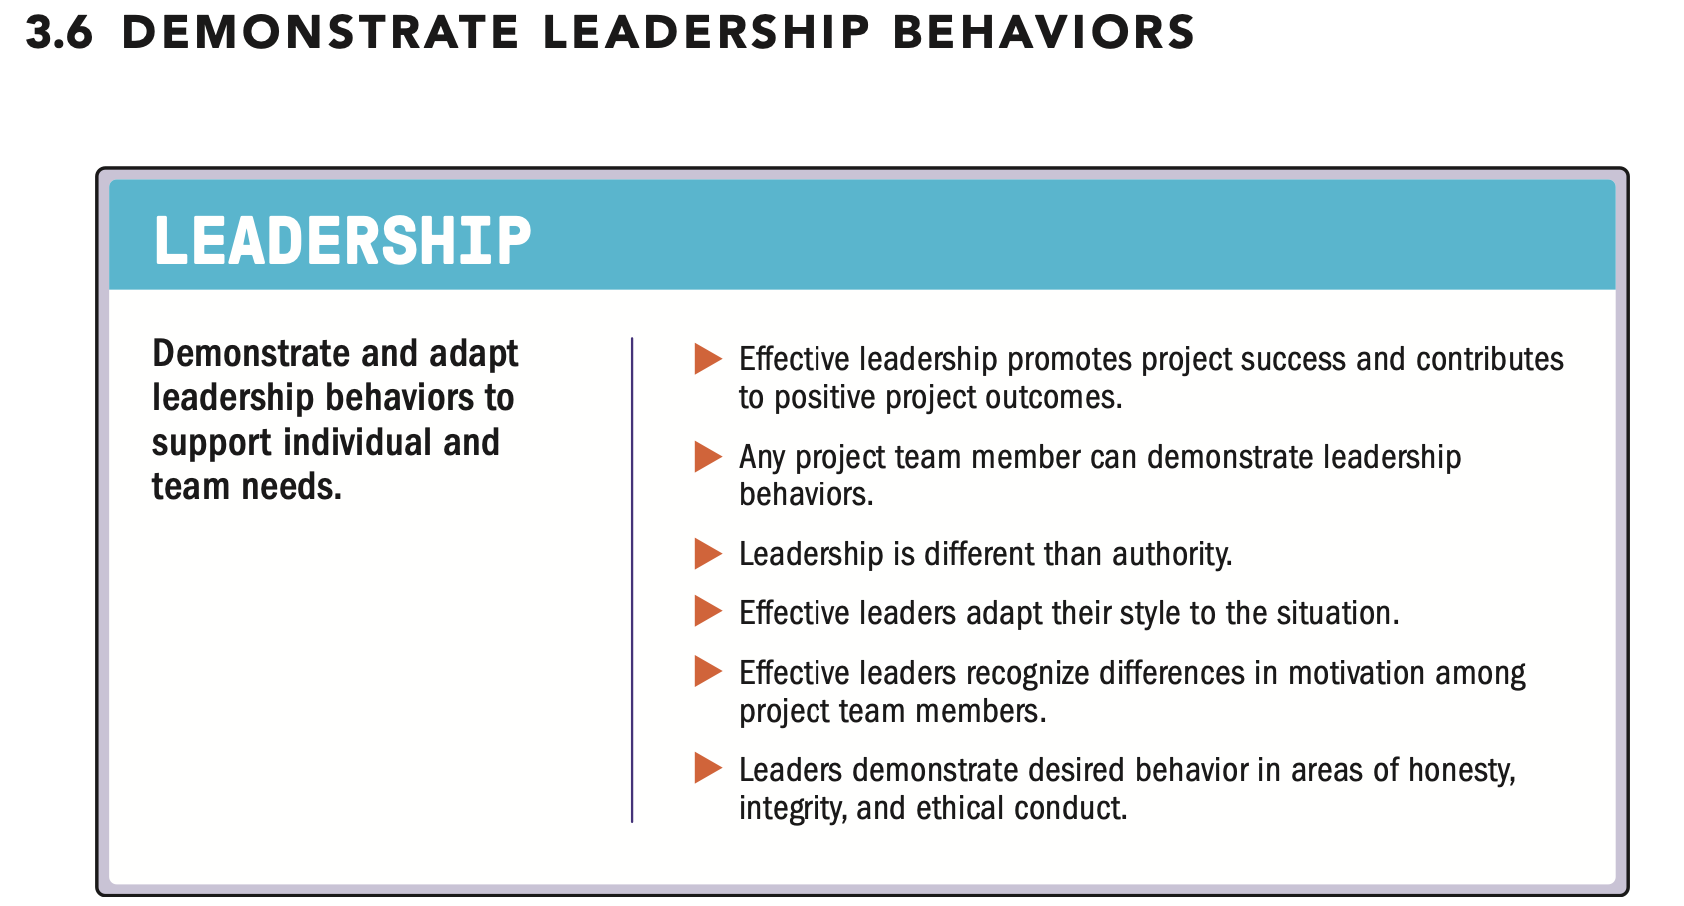 3.6 DEMONSTRATE LEADERSHIP BEHAVIORS
LEADERSHIP
Demonstrate and adapt
leadership behaviors to
support individual and
team needs.
Effective leadership promotes project success and contributes
to positive project outcomes.
Any project team member can demonstrate leadership
behaviors.
Leadership is different than authority.
Effective leaders adapt their style to the situation.
Effective leaders recognize differences in motivation among
project team members.
Leaders demonstrate desired behavior in areas of honesty,
integrity, and ethical conduct.